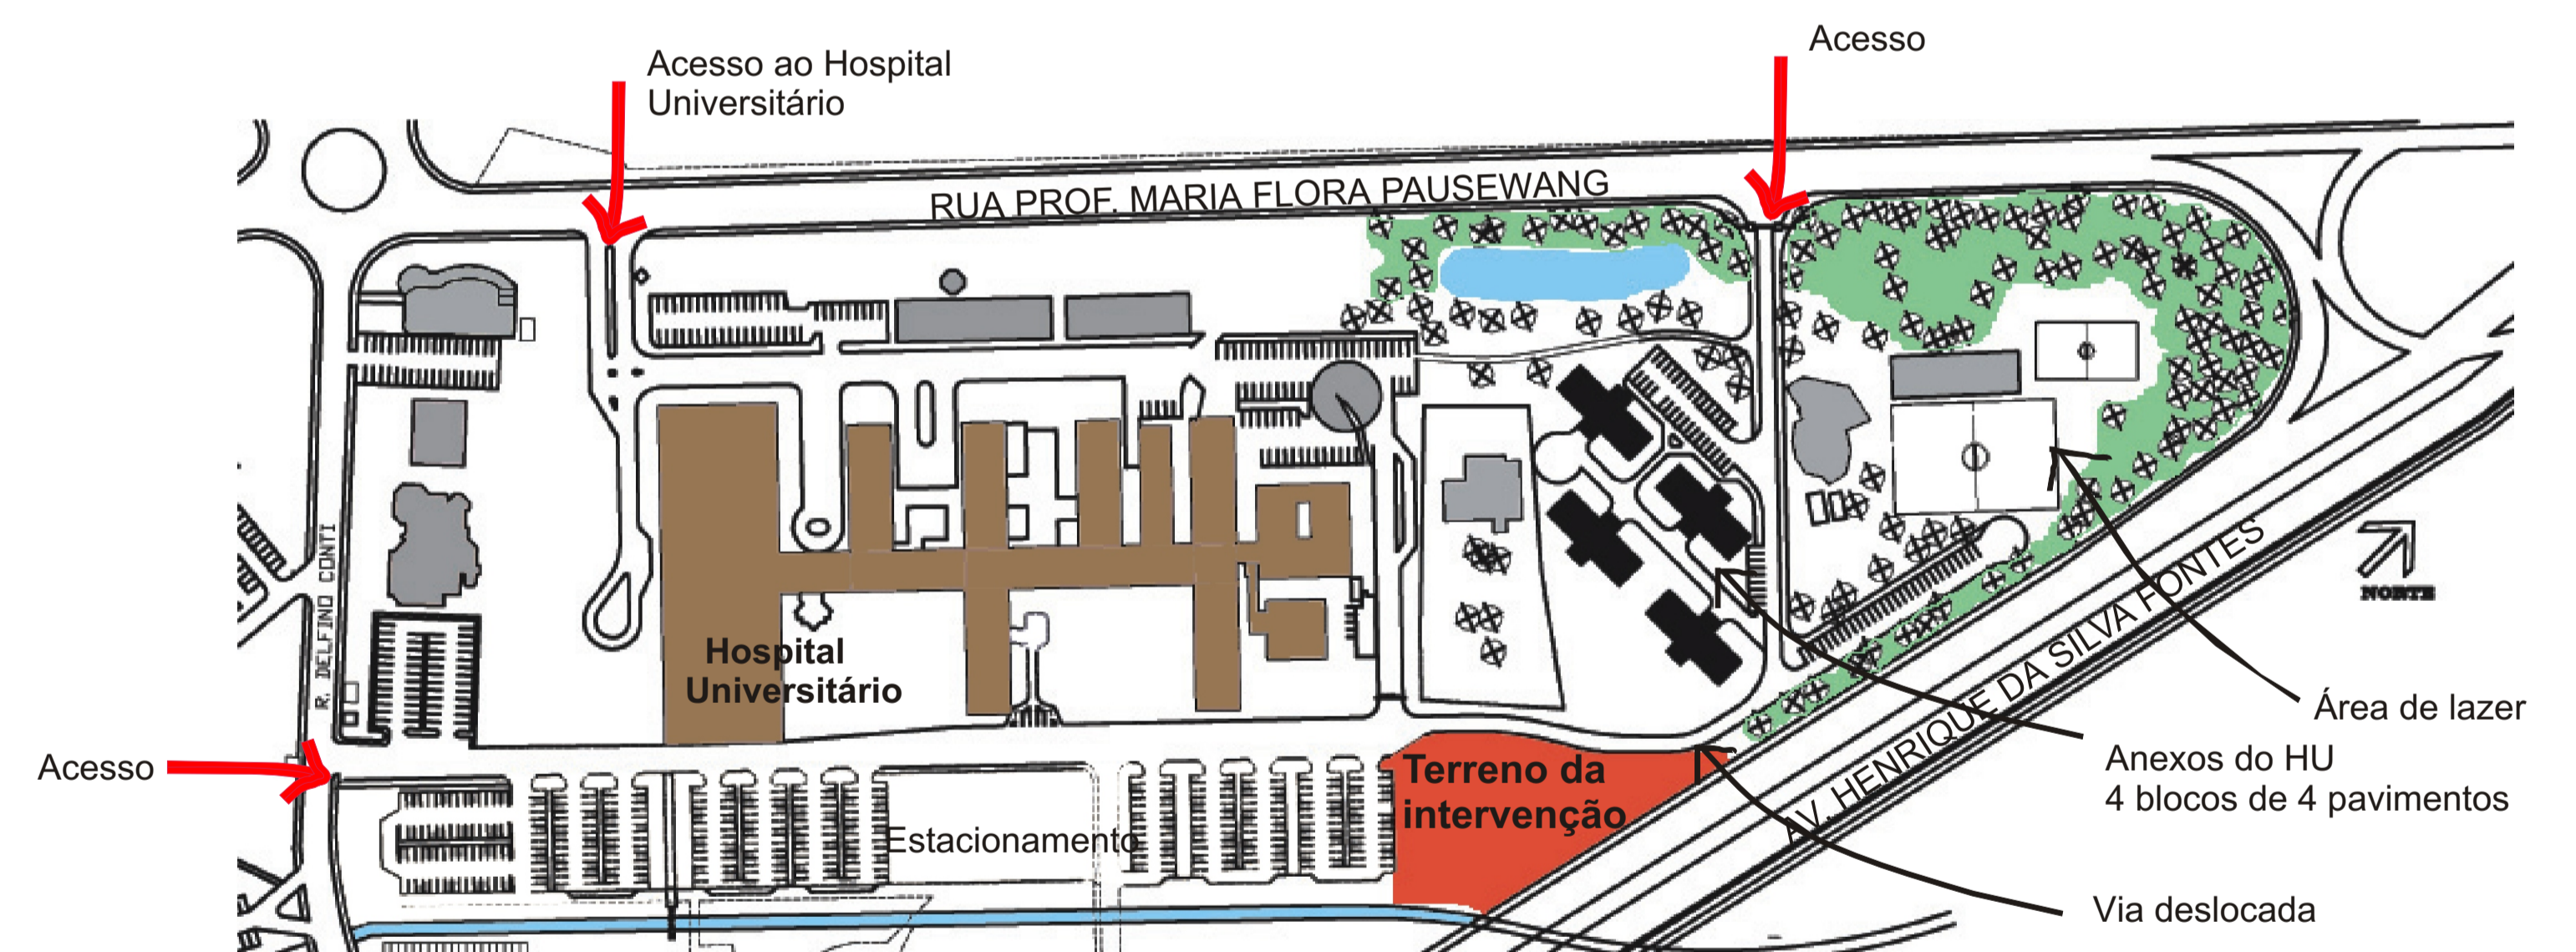 Acesso
Acesso ao Hospital
Universitário
RUA PROF. MARIA FLORA PAUSEWANG
R. DELFINO CONTI
AV. HENRIQUE DA SILVA FONTES
NORTE
Hospital
Universitário
Área de lazer
Anexos do HU
4 blocos de 4 pavimentos
Acesso
Terreno da
intervenção
Estacionamento
Via deslocada